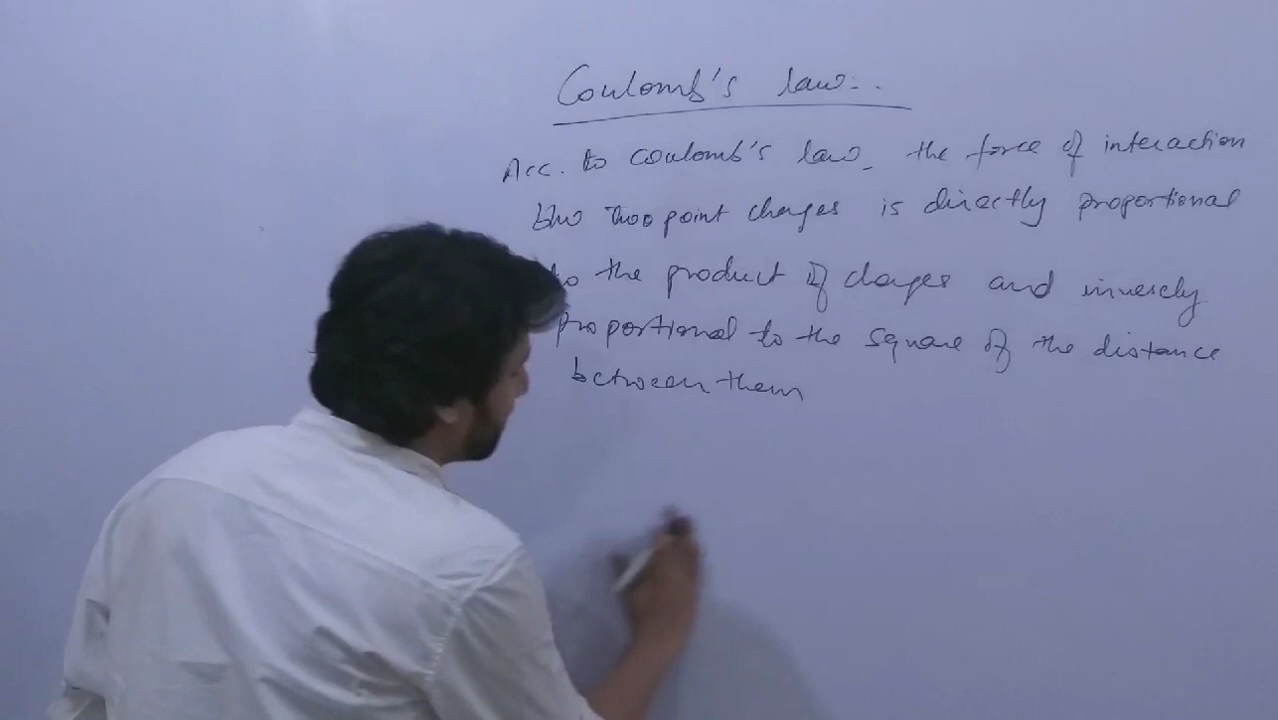 Coulomb's law:.
Acc. to coulomb's law, the force of interaction
btw two point charges is directly proportional
to the product of charges and inversely
proportional to the square of the distance
between them